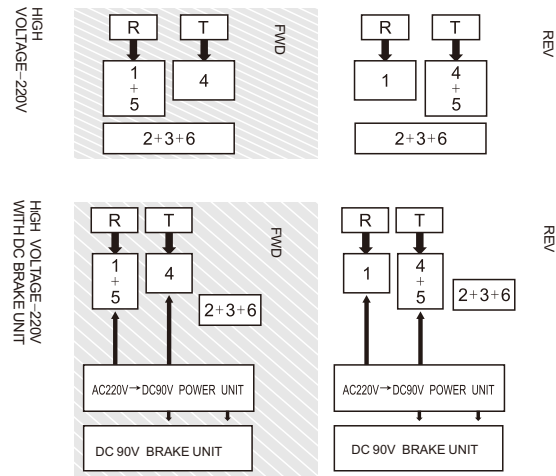 HIGH
VOLTAGE–220V
R T
1
+
5
4
2+3+6
FWD
R T
1
4
+
5
2+3+6
REV
HIGH VOLTAGE–220V
WITH DC BRAKE UNIT
R T
1
+
5
4
2+3+6
AC220V→DC90V POWER UNIT
DC 90V BRAKE UNIT
FWD
R T
1
4
+
5
2+3+6
AC220V→DC90V POWER UNIT
DC 90V BRAKE UNIT
REV